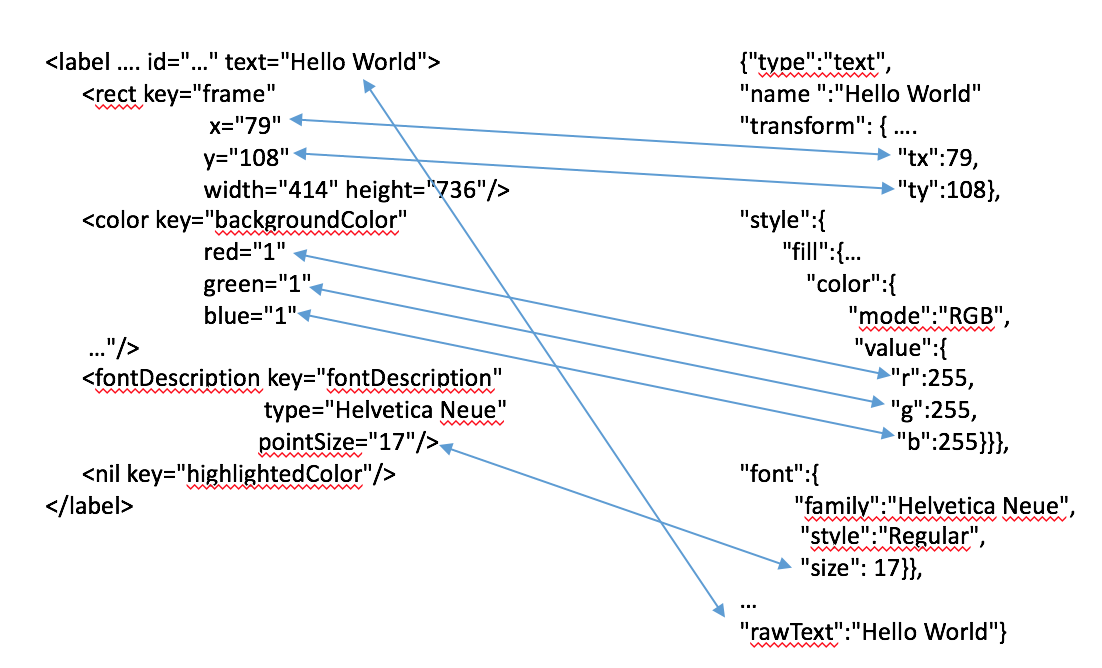 <label .... id="..." text="Hello World">
<rect key="frame"
x="79"
y="108"
width="414" height="736"/>
<color key="backgroundColor"
red="1"
green="1"
blue="1"
..."/>
<fontDescription key="fontDescription"
type="Helvetica Neue"
pointSize="17"/>
<nil key="highlightedColor"/>
</label>
{"type":"text",
"name ":"Hello World"
"transform": { ....
"tx":79,
"ty":108},
"style":{
"fill":{...
"color":{
"mode":"RGB",
"value":{
"r":255,
"g":255,
"b":255}}},
"font":{
"family":"Helvetica Neue",
"style":"Regular",
"size": 17}},
...
"rawText":"Hello World"}